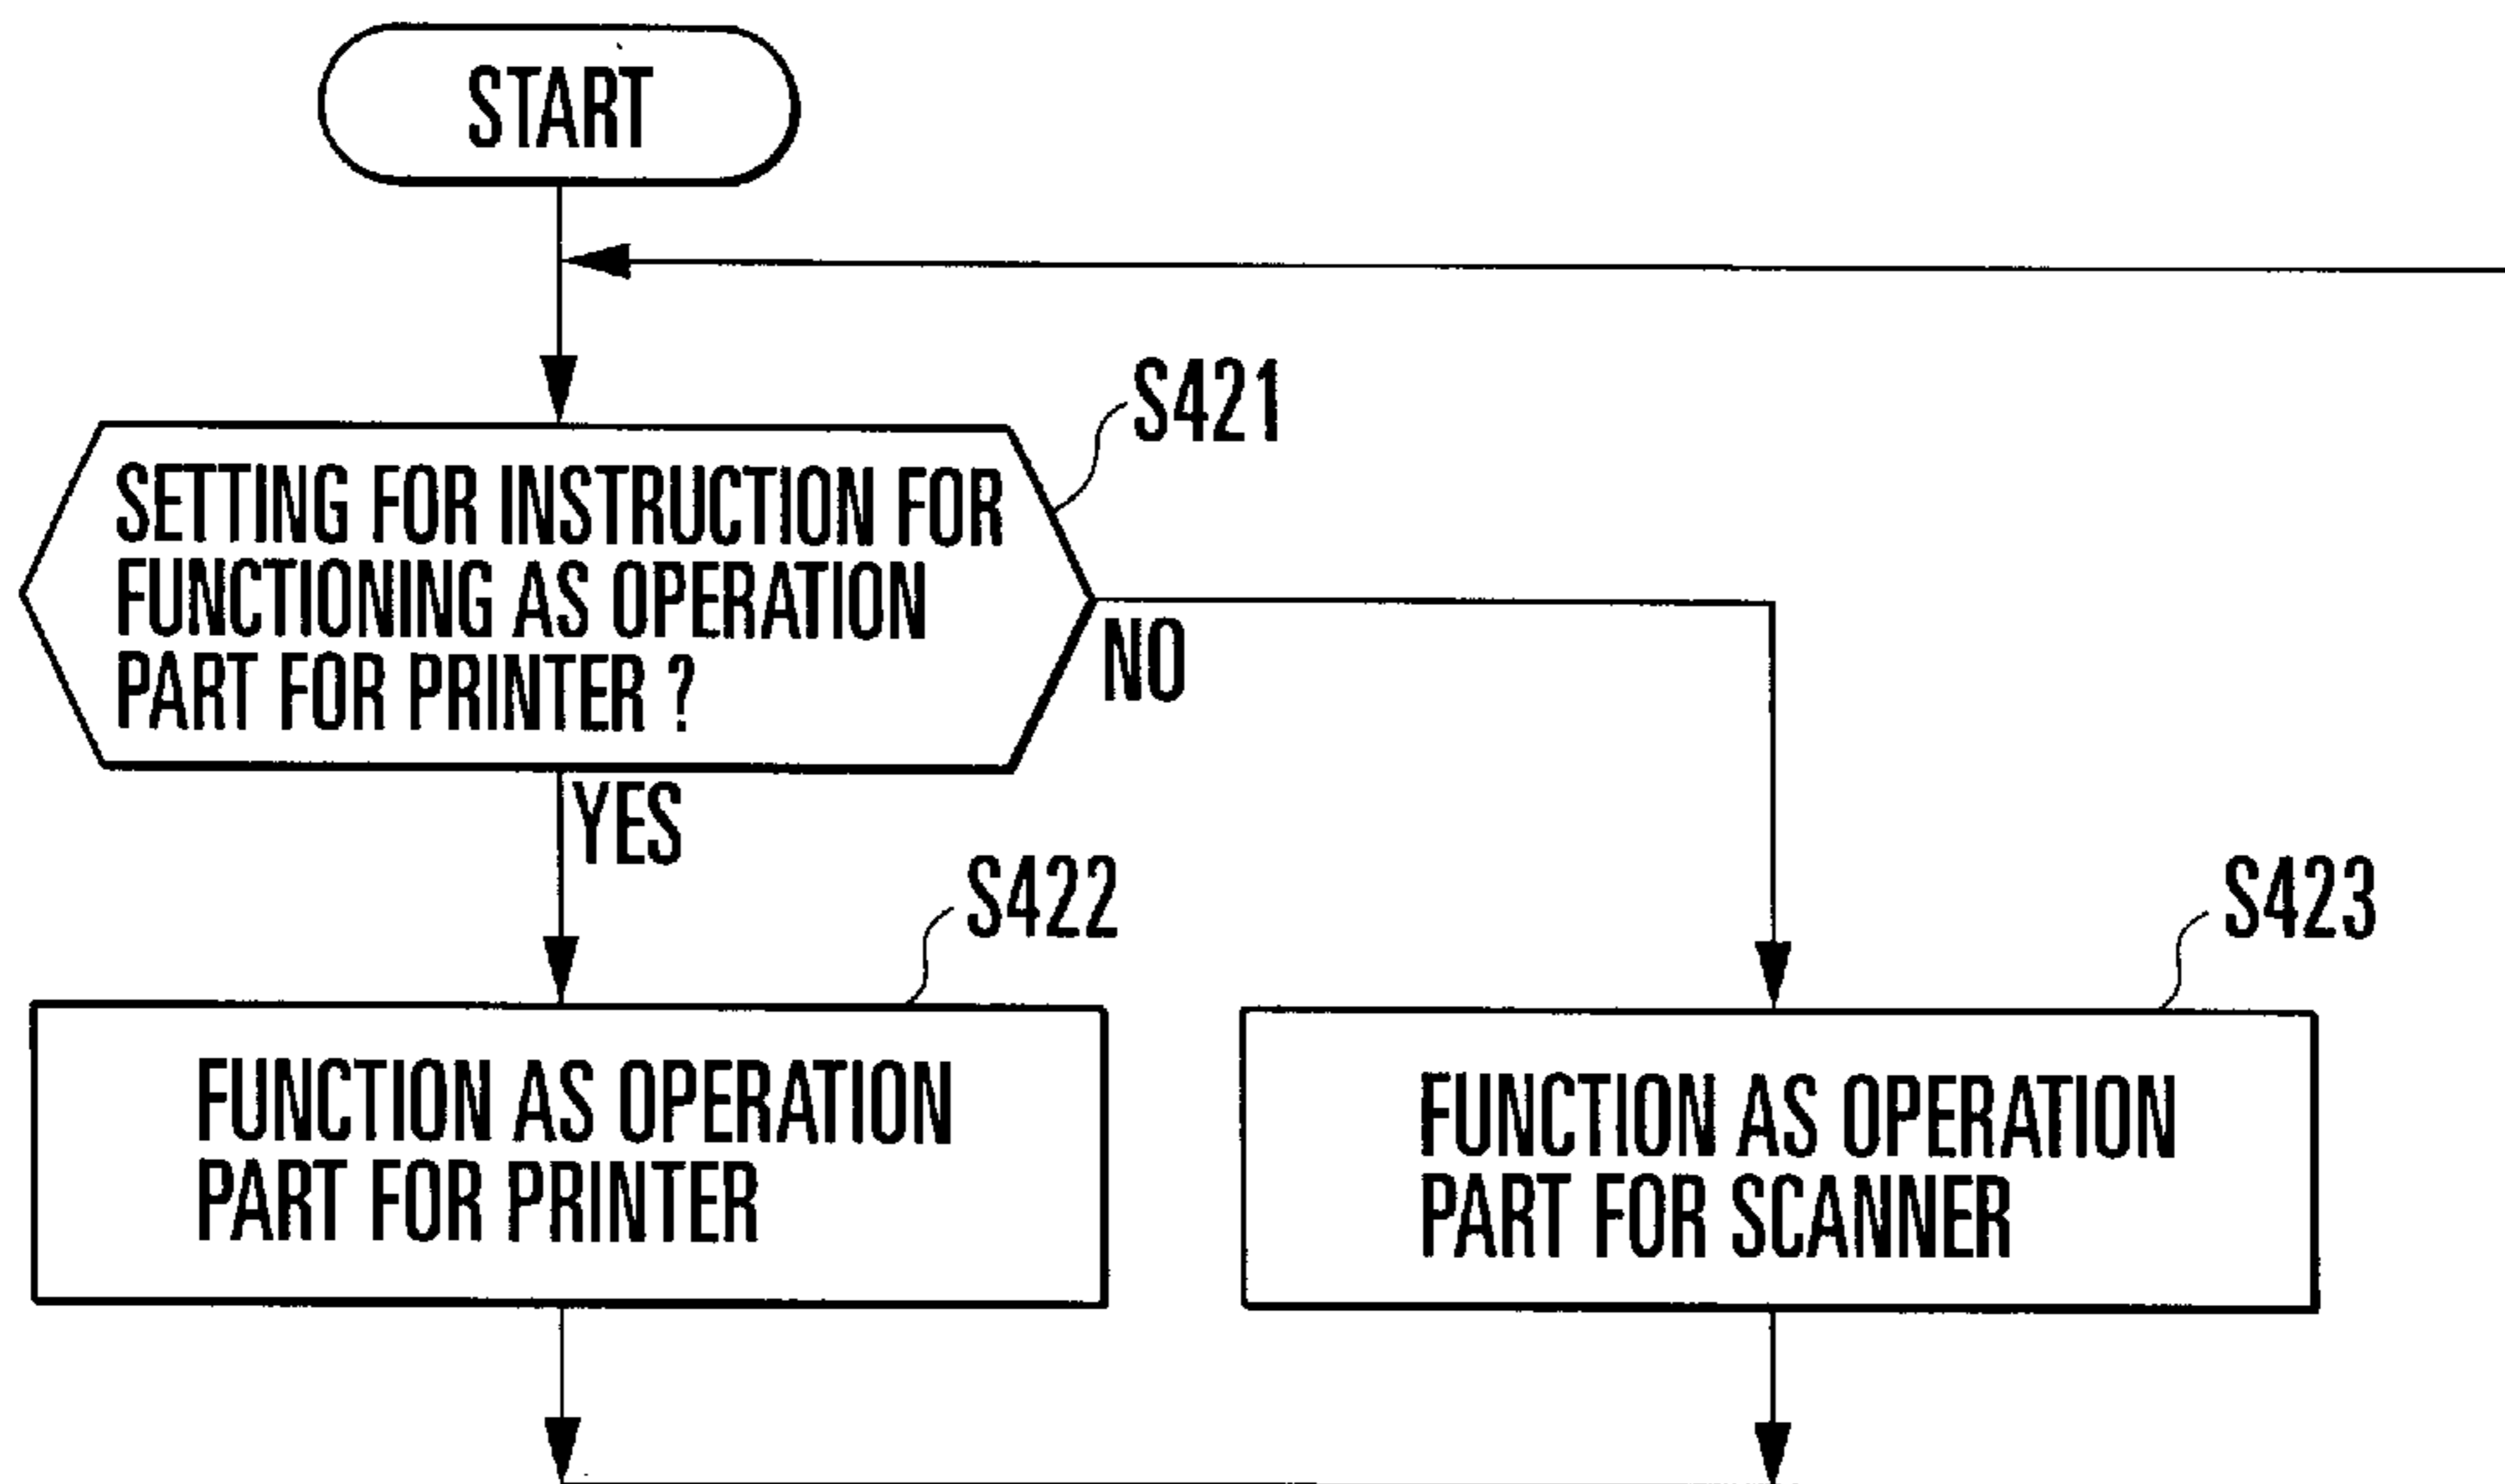 START
S421
SETTING FOR INSTRUCTION FOR
FUNCTIONING AS OPERATION
PART FOR PRINTER ?
NO
YES
S422
S423
FUNCTION AS OPERATION
PART FOR PRINTER
FUNCTION AS OPERATION
PART FOR SCANNER